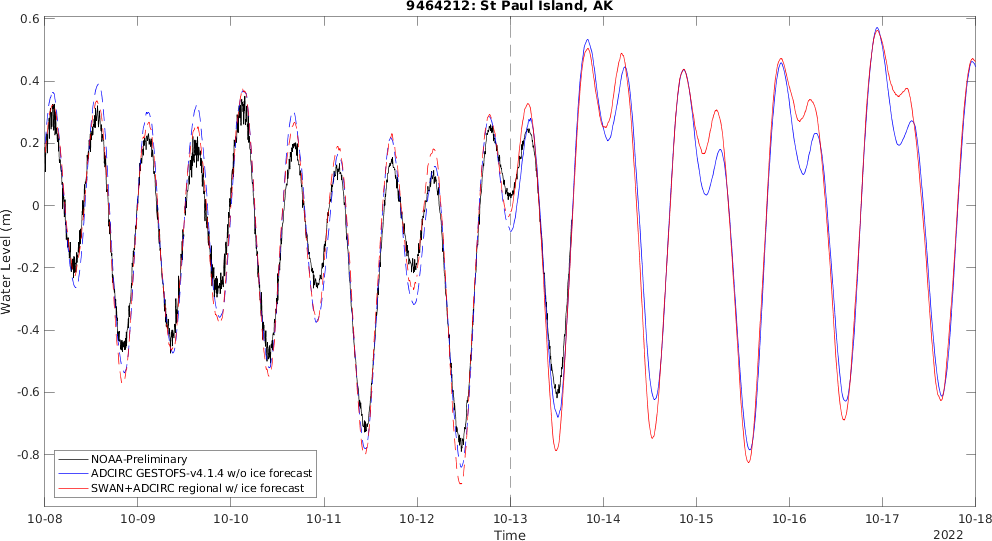 9464212: St Paul Island, AK
0.6
0.4
0.2
0
-0.2
-0.4
-0.6
-0.8
Water Level (m)
NOAA-Preliminary
ADCIRC GESTOFS-v4.1.4 w/o ice forecast
SWAN+ADCIRC regional w/ ice forecast
10-08 10-09 10-10 10-11 10-12 10-13 10-14 10-15 10-16 10-17 10-18
Time
2022